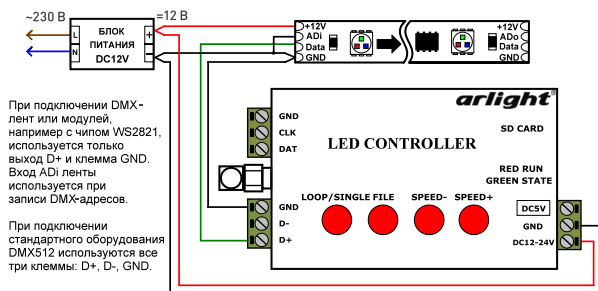 ~230 В
БЛОК
ПИТАНИЯ
DC12V
L
N
+
–
=12 В
+12V
ADi
Data
GND
+12V
ADo
Data
GND
При подключении DMX-
лент или модулей,
например с чипом WS2821,
используется только
выход D+ и клемма GND.
Вход ADi ленты
используется при
записи DMX-адресов.
При подключении
стандартного оборудования
DMX512 используются все
три клеммы: D+, D-, GND.
arlight®
SD CARD
GND
CLK
DAT
LED CONTROLLER
RED RUN
GREEN STATE
GND
D-
D+
LOOP/SINGLE
FILE
SPEED-
SPEED+
DC5V
GND
DC12-24V